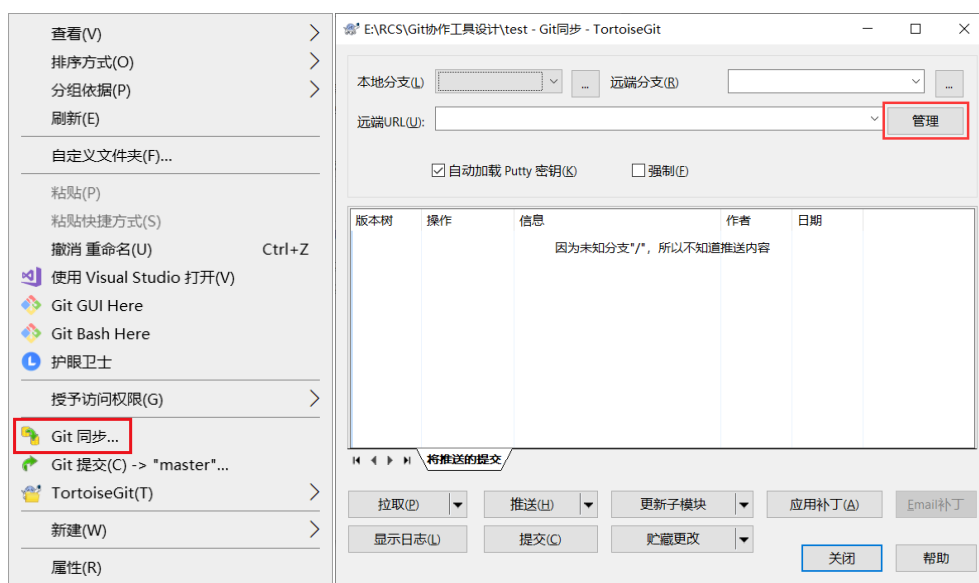 查看(V)
排序方式(O)
分组依据(P)
刷新(E)
自定义文件夹(F)...
粘贴(P)
粘贴快捷方式(S)
撤消 重命名(U) Ctrl+Z
使用 Visual Studio 打开(V)
Git GUI Here
Git Bash Here
护眼卫士
授予访问权限(G)
Git 同步...
Git 提交(C) -> "master"...
TortoiseGit(T)
新建(W)
属性(R)
E:\RCS\Git协作工具设计\test - Git同步 - TortoiseGit
本地分支(L) ... 远端分支(R) ...
远端URL(U): 管理
自动加载 Putty 密钥(K) 强制(F)
版本树 操作 信息 作者 日期
因为未知分支"/"，所以不知道推送内容
将推送的提交
拉取(P) 推送(H) 更新子模块 应用补丁(A) Email补丁
显示日志(L) 提交(C) 贮藏更改
关闭 帮助